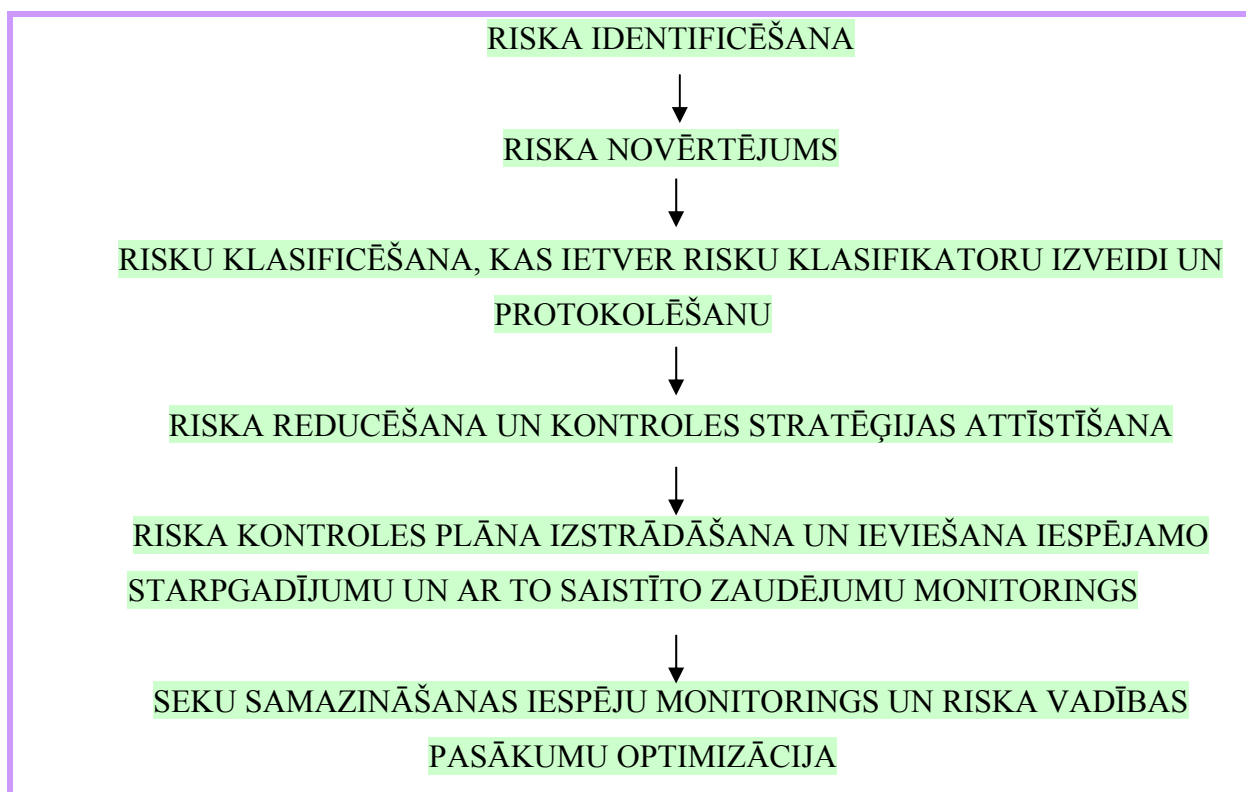 RISKA IDENTIFICĒŠANA
RISKA NOVĒRTĒJUMS
RISKU KLASIFICĒŠANA, KAS IETVER RISKU KLASIFIKATORU IZVEIDI UN
PROTOKOLĒŠANU
RISKA REDUCĒŠANA UN KONTROLES STRATĒĢIJAS ATTĪSTĪŠANA
RISKA KONTROLES PLĀNA IZSTRĀDĀŠANA UN IEVIEŠANA IESPĒJAMO
STARPGADĪJUMU UN AR TO SAISTĪTO ZAUDĒJUMU MONITORINGS
SEKU SAMAZINĀŠANAS IESPĒJU MONITORINGS UN RISKA VADĪBAS
PASĀKUMU OPTIMIZĀCIJA